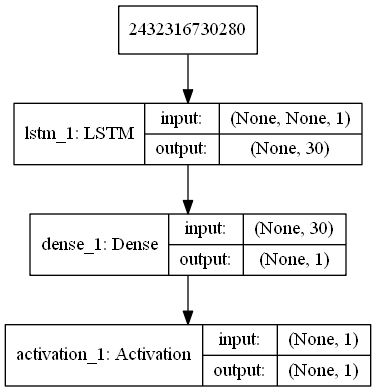 2432316730280
lstm_1: LSTM
input:
(None, None, 1)
output:
(None, 30)
dense_1: Dense
input:
(None, 30)
output:
(None, 1)
activation_1: Activation
input:
(None, 1)
output:
(None, 1)